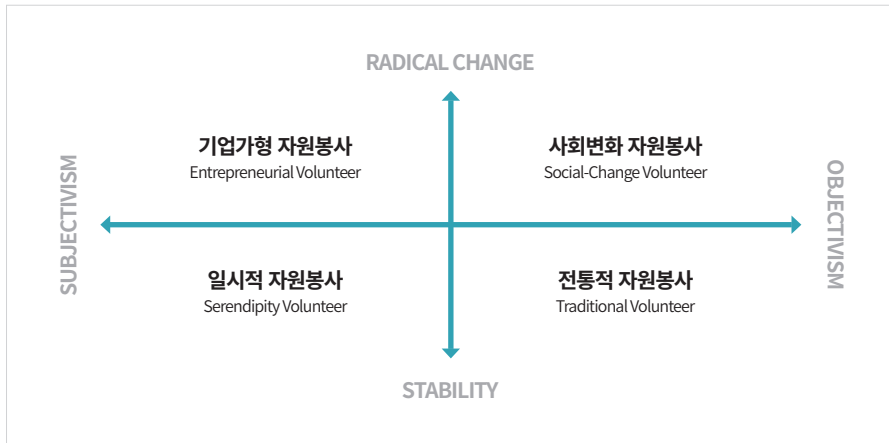 RADICAL CHANGE
기업가형 자원봉사
Entrepreneurial Volunteer
사회변화 자원봉사
Social-Change Volunteer
SUBJECTIVISM
OBJECTIVISM
일시적 자원봉사
Serendipity Volunteer
전통적 자원봉사
Traditional Volunteer
STABILITY